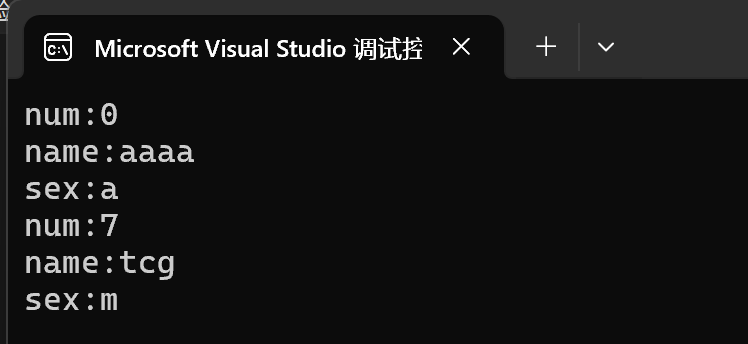 Microsoft Visual Studio 调试控
num:0
name:aaaa
sex:a
num:7
name:tcg
sex:m